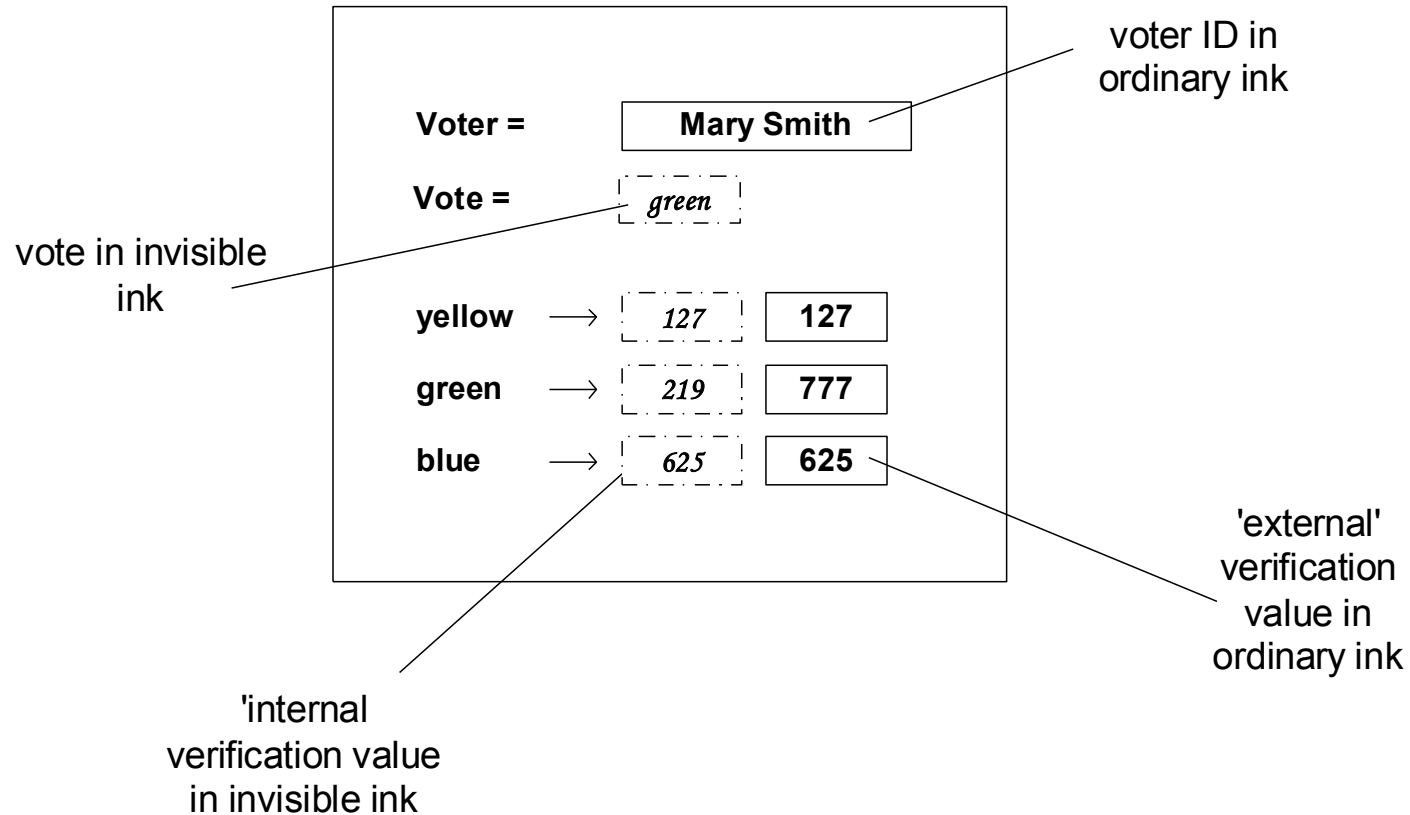 voter ID in
ordinary ink
Voter = Mary Smith
Vote = green
vote in invisible
ink
yellow → 127 127
green → 219 777
blue → 625 625
'external'
verification
value in
ordinary ink
'internal
verification value
in invisible ink